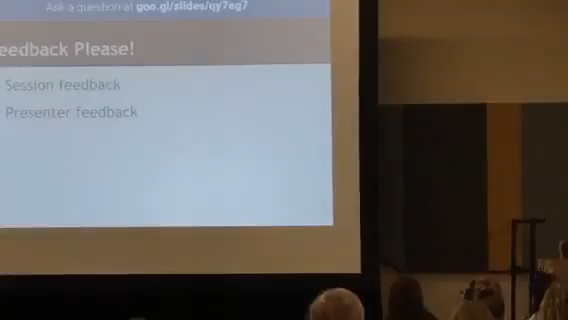 Ask a question at goo.gl/slides/qy7eg7
eedback Please!
Session feedback
Presenter feedback